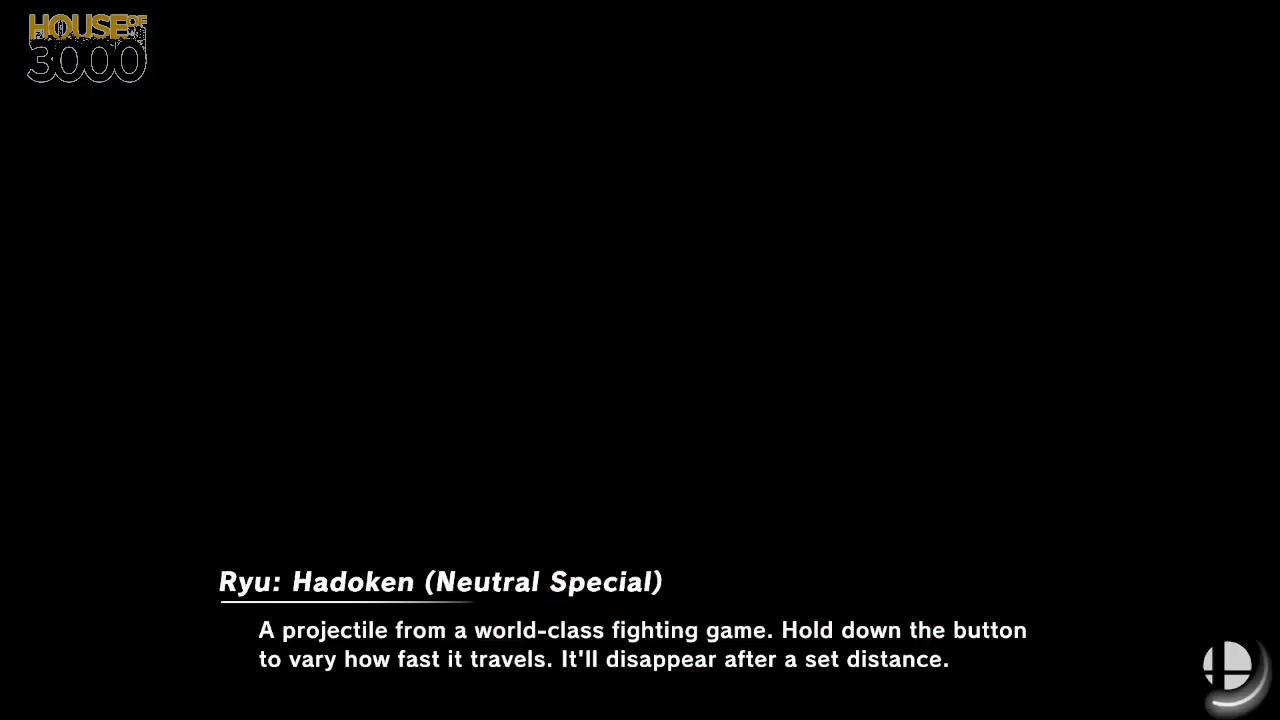 HOUSE OF
3000
Ryu: Hadoken (Neutral Special)
A projectile from a world-class fighting game. Hold down the button
to vary how fast it travels. It'll disappear after a set distance.